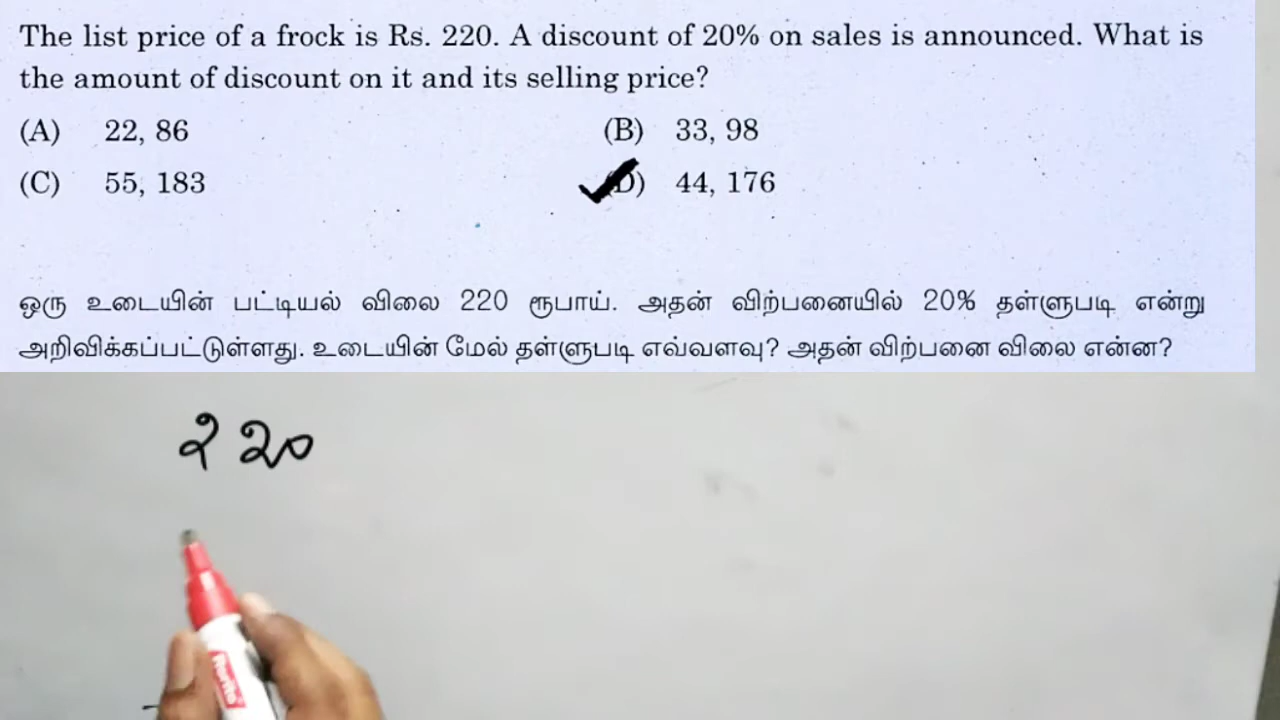 The list price of a frock is Rs. 220. A discount of 20% on sales is announced. What is
the amount of discount on it and its selling price?
(A) 22, 86 (B) 33, 98
(C) 55, 183 (D) 44, 176
ஒரு உடையின் பட்டியல் விலை 220 ரூபாய். அதன் விற்பனையில் 20% தள்ளுபடி என்று
அறிவிக்கப்பட்டுள்ளது. உடையின் மேல் தள்ளுபடி எவ்வளவு? அதன் விற்பனை விலை என்ன?
220